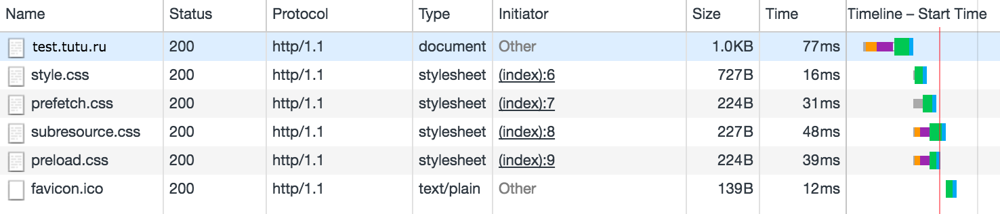 Name Status Protocol Type Initiator Size Time Timeline – Start Time
test.tutu.ru 200 http/1.1 document Other 1.0KB 77ms
style.css 200 http/1.1 stylesheet (index):6 727B 16ms
prefetch.css 200 http/1.1 stylesheet (index):7 224B 31ms
subresource.css 200 http/1.1 stylesheet (index):8 227B 48ms
preload.css 200 http/1.1 stylesheet (index):9 224B 39ms
favicon.ico 200 http/1.1 text/plain Other 139B 12ms